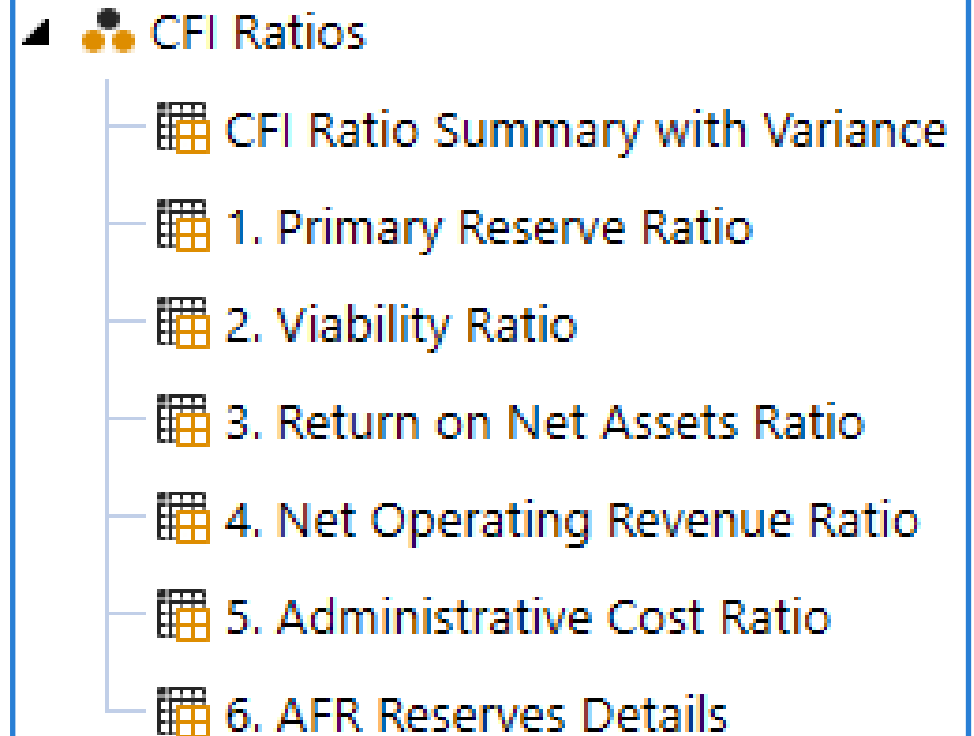 CFI Ratios
CFI Ratio Summary with Variance
1. Primary Reserve Ratio
2. Viability Ratio
3. Return on Net Assets Ratio
4. Net Operating Revenue Ratio
5. Administrative Cost Ratio
6. AFR Reserves Details